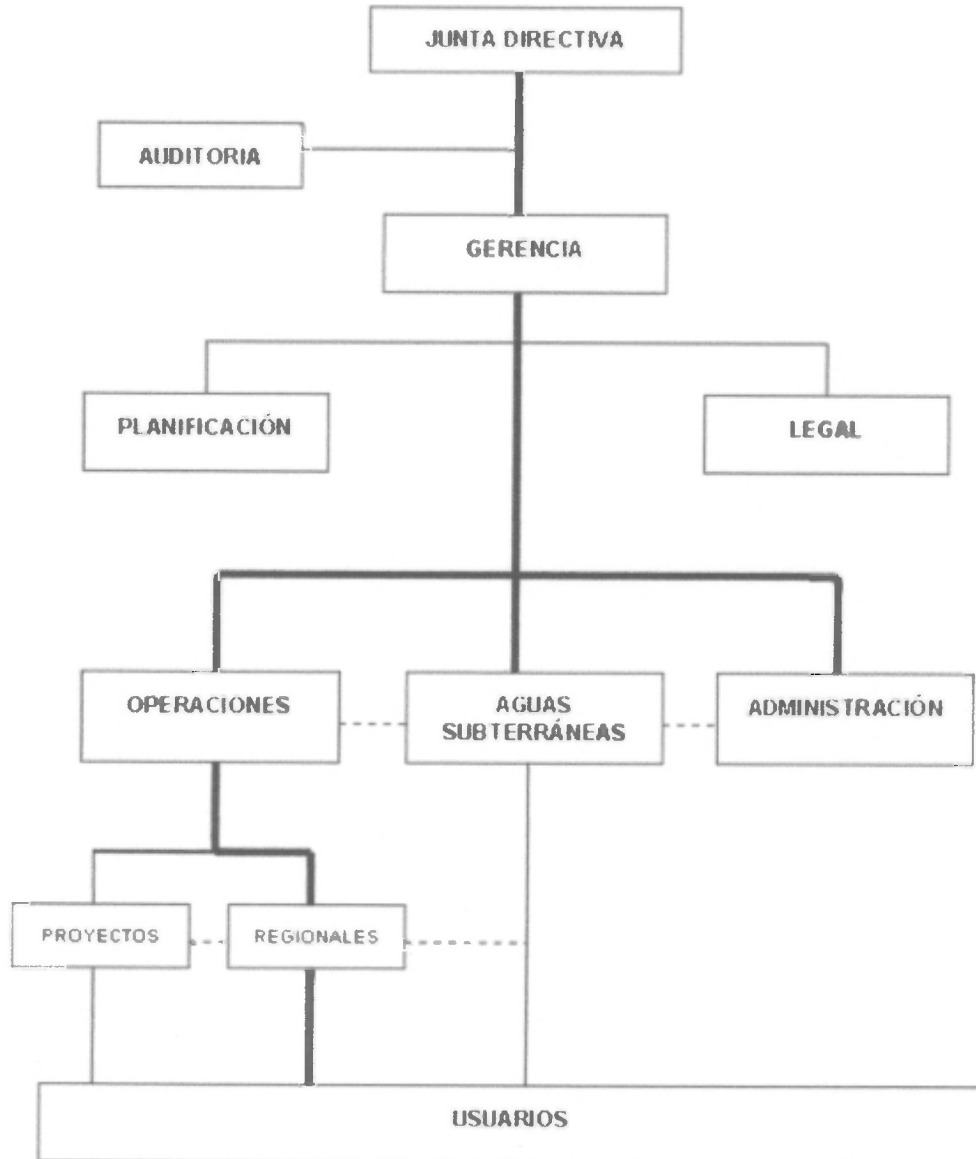 JUNTA DIRECTIVA
AUDITORIA
GERENCIA
PLANIFICACIÓN
LEGAL
OPERACIONES
AGUAS
SUBTERRÁNEAS
ADMINISTRACIÓN
PROYECTOS
REGIONALES
USUARIOS